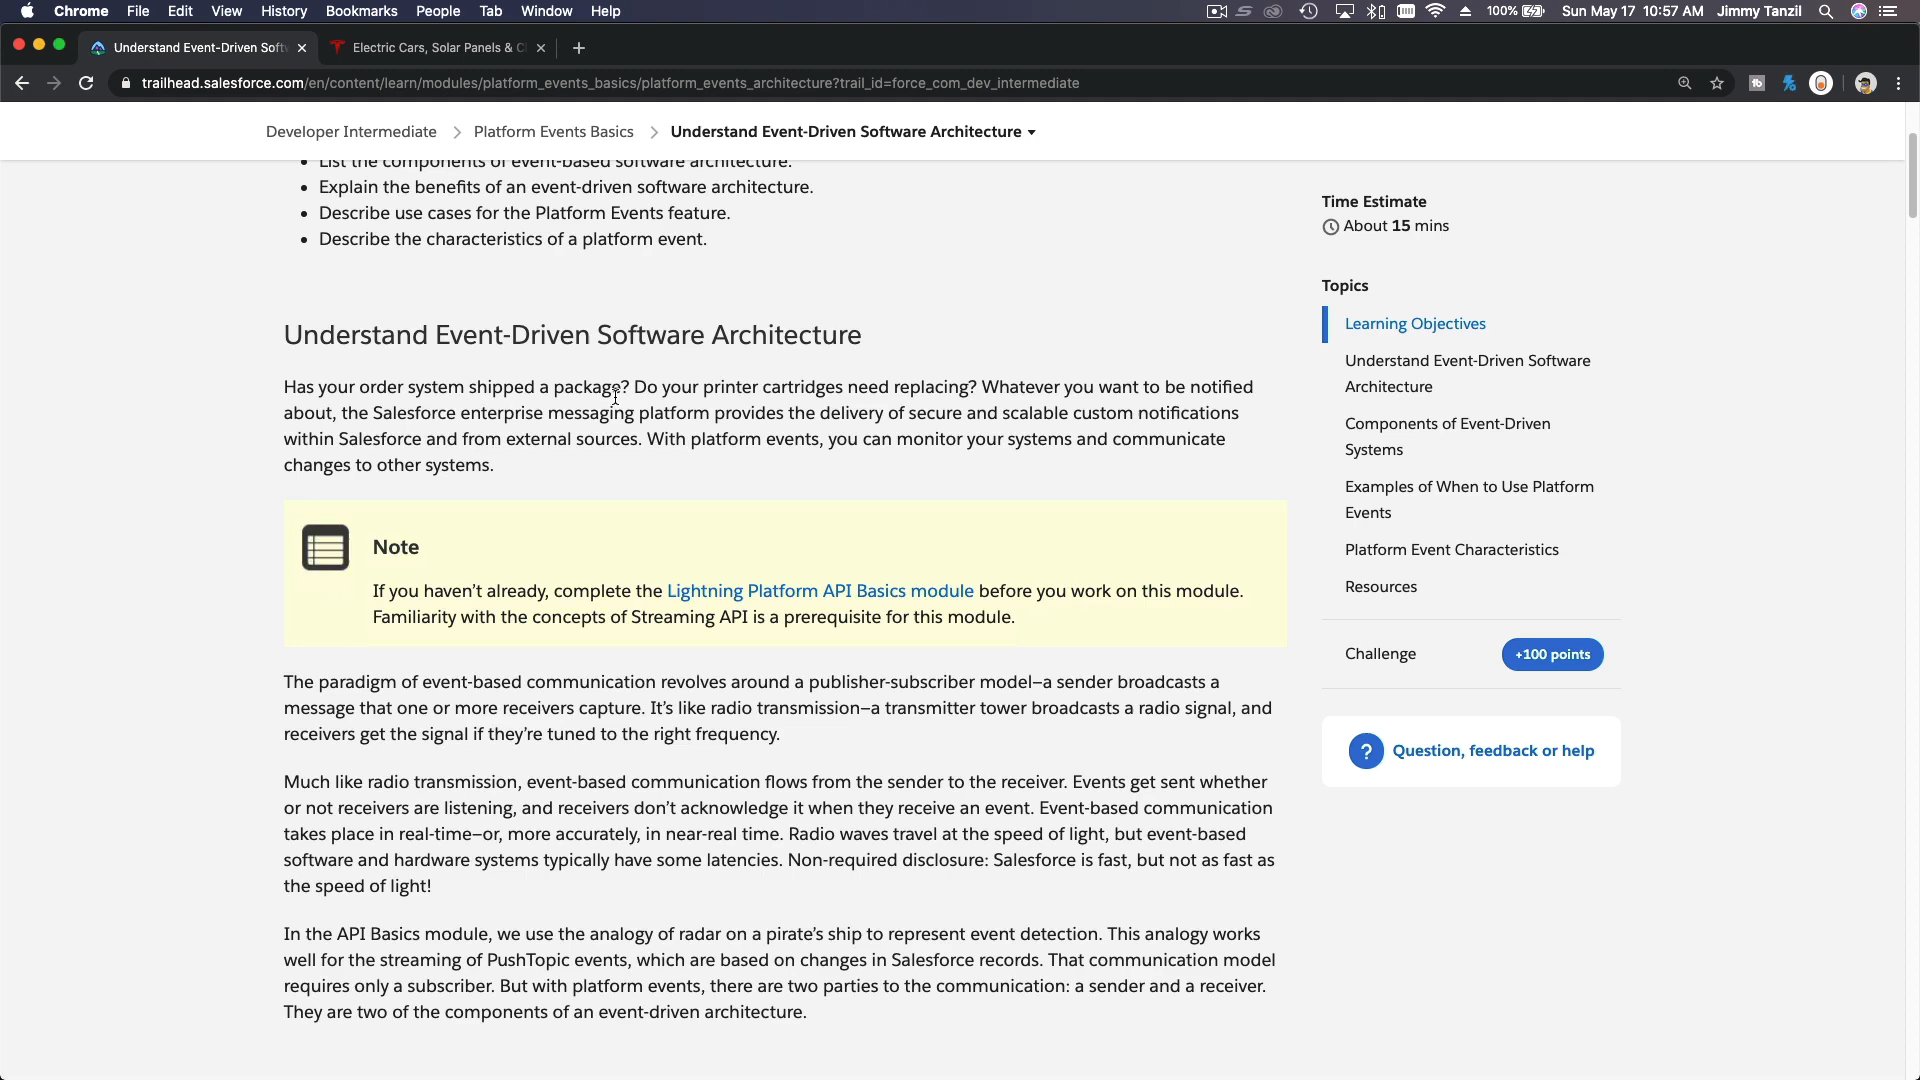 Chrome File Edit View History Bookmarks People Tab Window Help 100% Sun May 17 10:57 AM Jimmy Tanzil
Understand Event-Driven Soft Electric Cars, Solar Panels & C
trailhead.salesforce.com/en/content/learn/modules/platform_events_basics/platform_events_architecture?trail_id=force_com_dev_intermediate
Developer Intermediate Platform Events Basics Understand Event-Driven Software Architecture
• List the components of event-based software architecture.
• Explain the benefits of an event-driven software architecture.
• Describe use cases for the Platform Events feature.
• Describe the characteristics of a platform event.
Understand Event-Driven Software Architecture
Has your order system shipped a package? Do your printer cartridges need replacing? Whatever you want to be notified
about, the Salesforce enterprise messaging platform provides the delivery of secure and scalable custom notifications
within Salesforce and from external sources. With platform events, you can monitor your systems and communicate
changes to other systems.
Note
If you haven’t already, complete the Lightning Platform API Basics module before you work on this module.
Familiarity with the concepts of Streaming API is a prerequisite for this module.
The paradigm of event-based communication revolves around a publisher-subscriber model—a sender broadcasts a
message that one or more receivers capture. It’s like radio transmission—a transmitter tower broadcasts a radio signal, and
receivers get the signal if they’re tuned to the right frequency.
Much like radio transmission, event-based communication flows from the sender to the receiver. Events get sent whether
or not receivers are listening, and receivers don’t acknowledge it when they receive an event. Event-based communication
takes place in real-time—or, more accurately, in near-real time. Radio waves travel at the speed of light, but event-based
software and hardware systems typically have some latencies. Non-required disclosure: Salesforce is fast, but not as fast as
the speed of light!
In the API Basics module, we use the analogy of radar on a pirate’s ship to represent event detection. This analogy works
well for the streaming of PushTopic events, which are based on changes in Salesforce records. That communication model
requires only a subscriber. But with platform events, there are two parties to the communication: a sender and a receiver.
They are two of the components of an event-driven architecture.
Time Estimate
About 15 mins
Topics
Learning Objectives
Understand Event-Driven Software
Architecture
Components of Event-Driven
Systems
Examples of When to Use Platform
Events
Platform Event Characteristics
Resources
Challenge +100 points
? Question, feedback or help